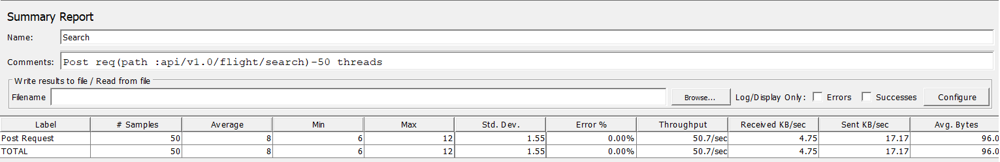 Summary Report
Name: Search
Comments: Post req(path :api/v1.0/flight/search)-50 threads
Write results to file / Read from file
Filename Browse... Log/Display Only: Errors Successes Configure
Label # Samples Average Min Max Std. Dev. Error % Throughput Received KB/sec Sent KB/sec Avg. Bytes
Post Request 50 8 6 12 1.55 0.00% 50.7/sec 4.75 17.17 96.0
TOTAL 50 8 6 12 1.55 0.00% 50.7/sec 4.75 17.17 96.0